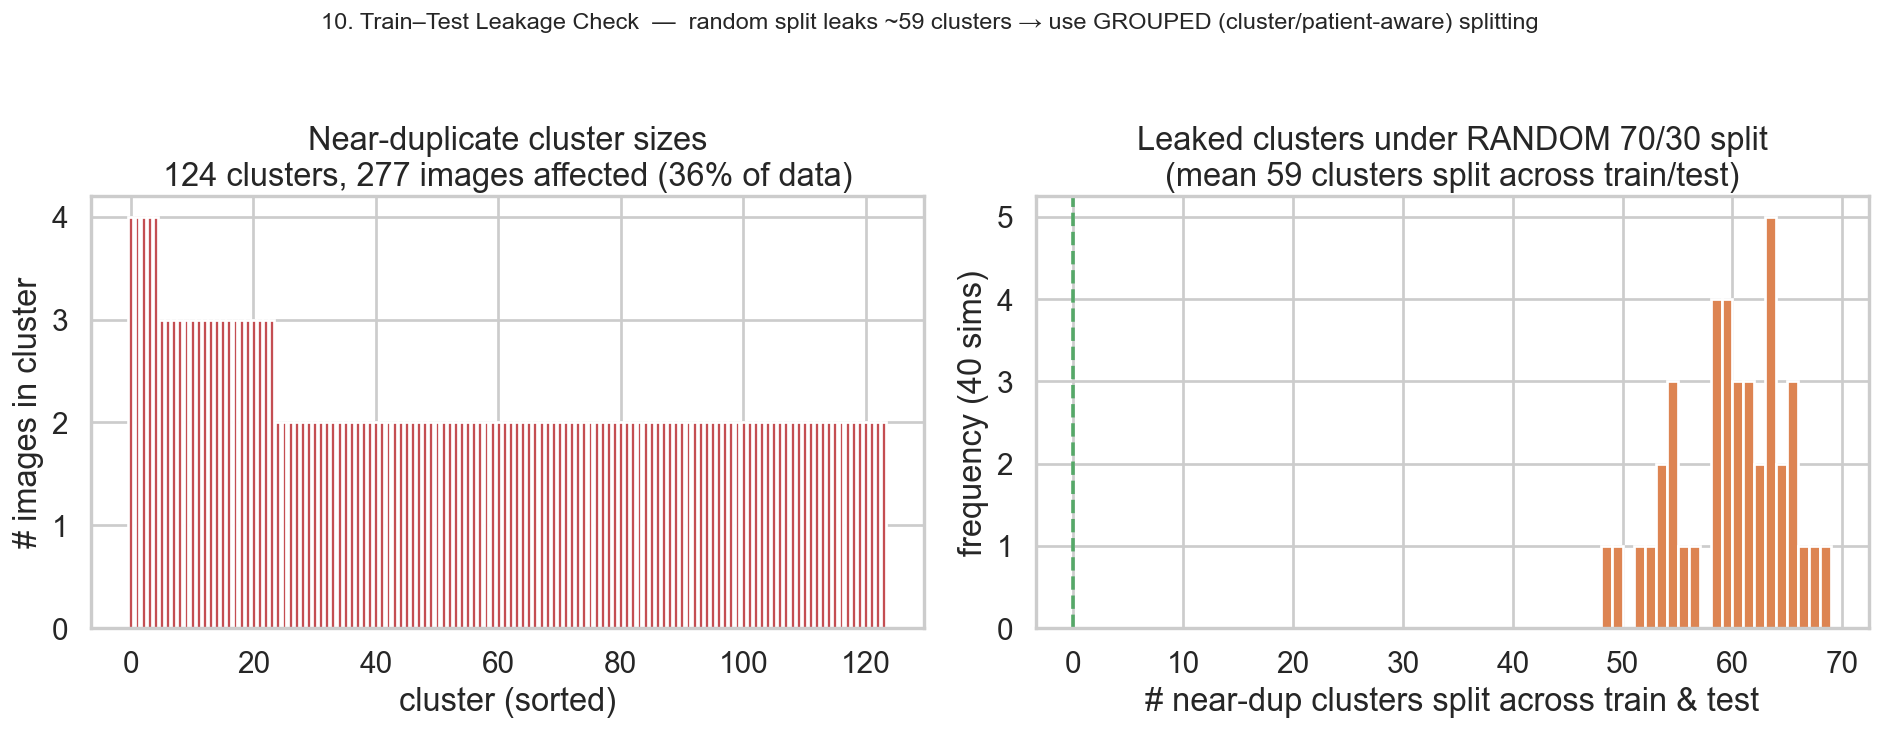 10. Train–Test Leakage Check — random split leaks ~59 clusters → use GROUPED (cluster/patient-aware) splitting
Near-duplicate cluster sizes
124 clusters, 277 images affected (36% of data)
# images in cluster
4
3
2
1
0
0 20 40 60 80 100 120
cluster (sorted)
Leaked clusters under RANDOM 70/30 split
(mean 59 clusters split across train/test)
frequency (40 sims)
5
4
3
2
1
0
0 10 20 30 40 50 60 70
# near-dup clusters split across train & test